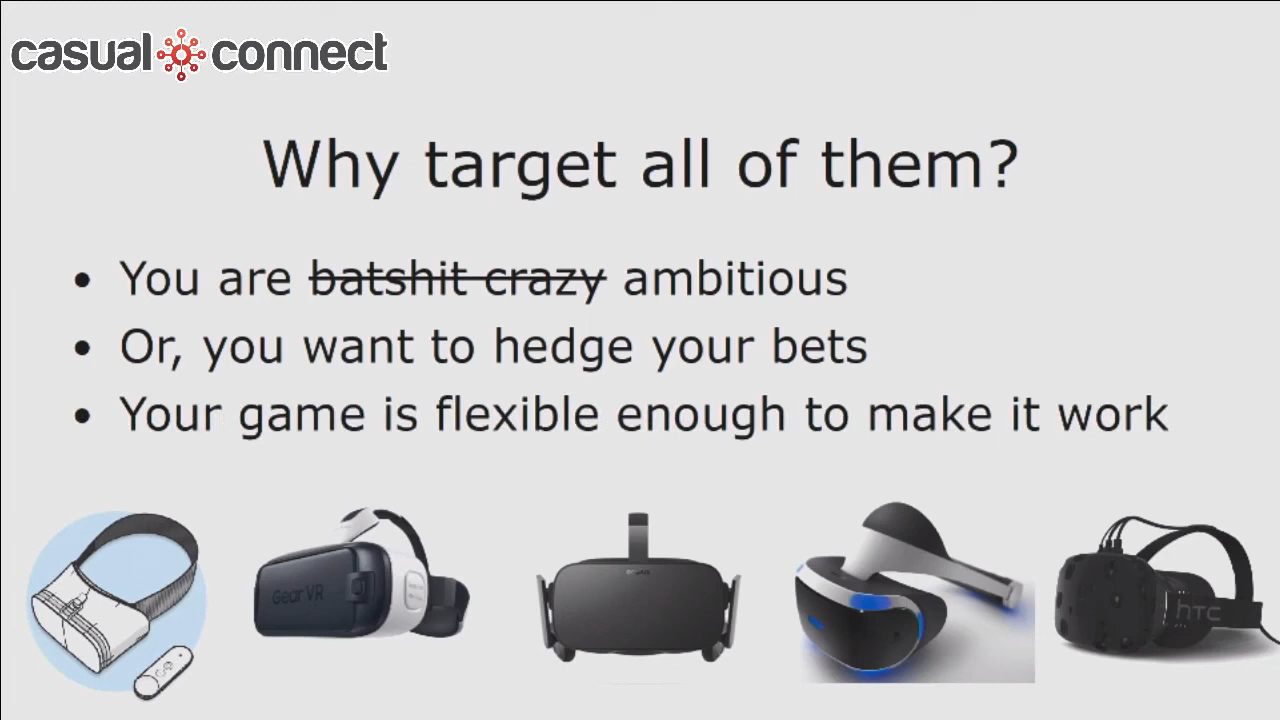 casual connect
Why target all of them?
• You are batshit crazy ambitious
• Or, you want to hedge your bets
• Your game is flexible enough to make it work
Gear VR
oculus
hTC